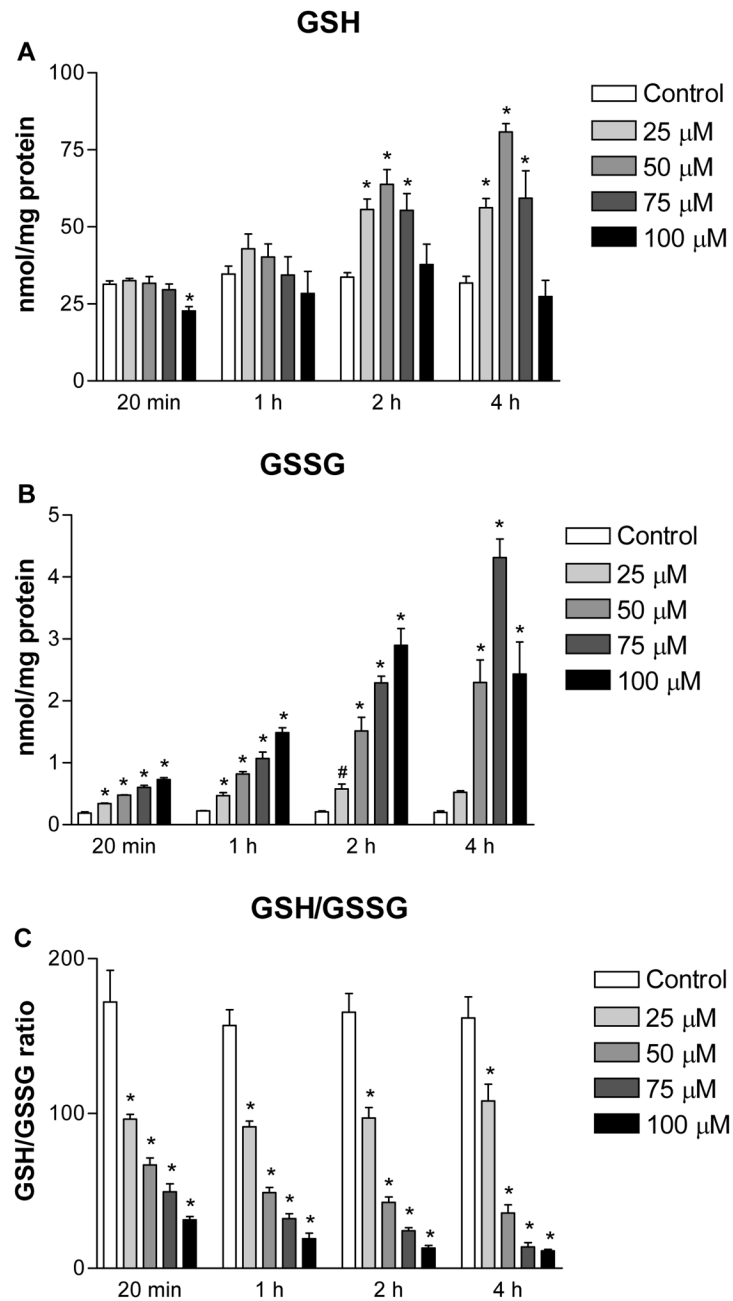 GSH
A
100
75
50
25
0
nmol/mg protein
* * * * * * * *
20 min 1 h 2 h 4 h
Control
25 μM
50 μM
75 μM
100 μM
GSSG
B
5
4
3
2
1
0
nmol/mg protein
* * * * * * * * # * * * * * *
20 min 1 h 2 h 4 h
Control
25 μM
50 μM
75 μM
100 μM
GSH/GSSG
C
200
100
0
GSH/GSSG ratio
* * * * * * * * * * * * * * * *
20 min 1 h 2 h 4 h
Control
25 μM
50 μM
75 μM
100 μM